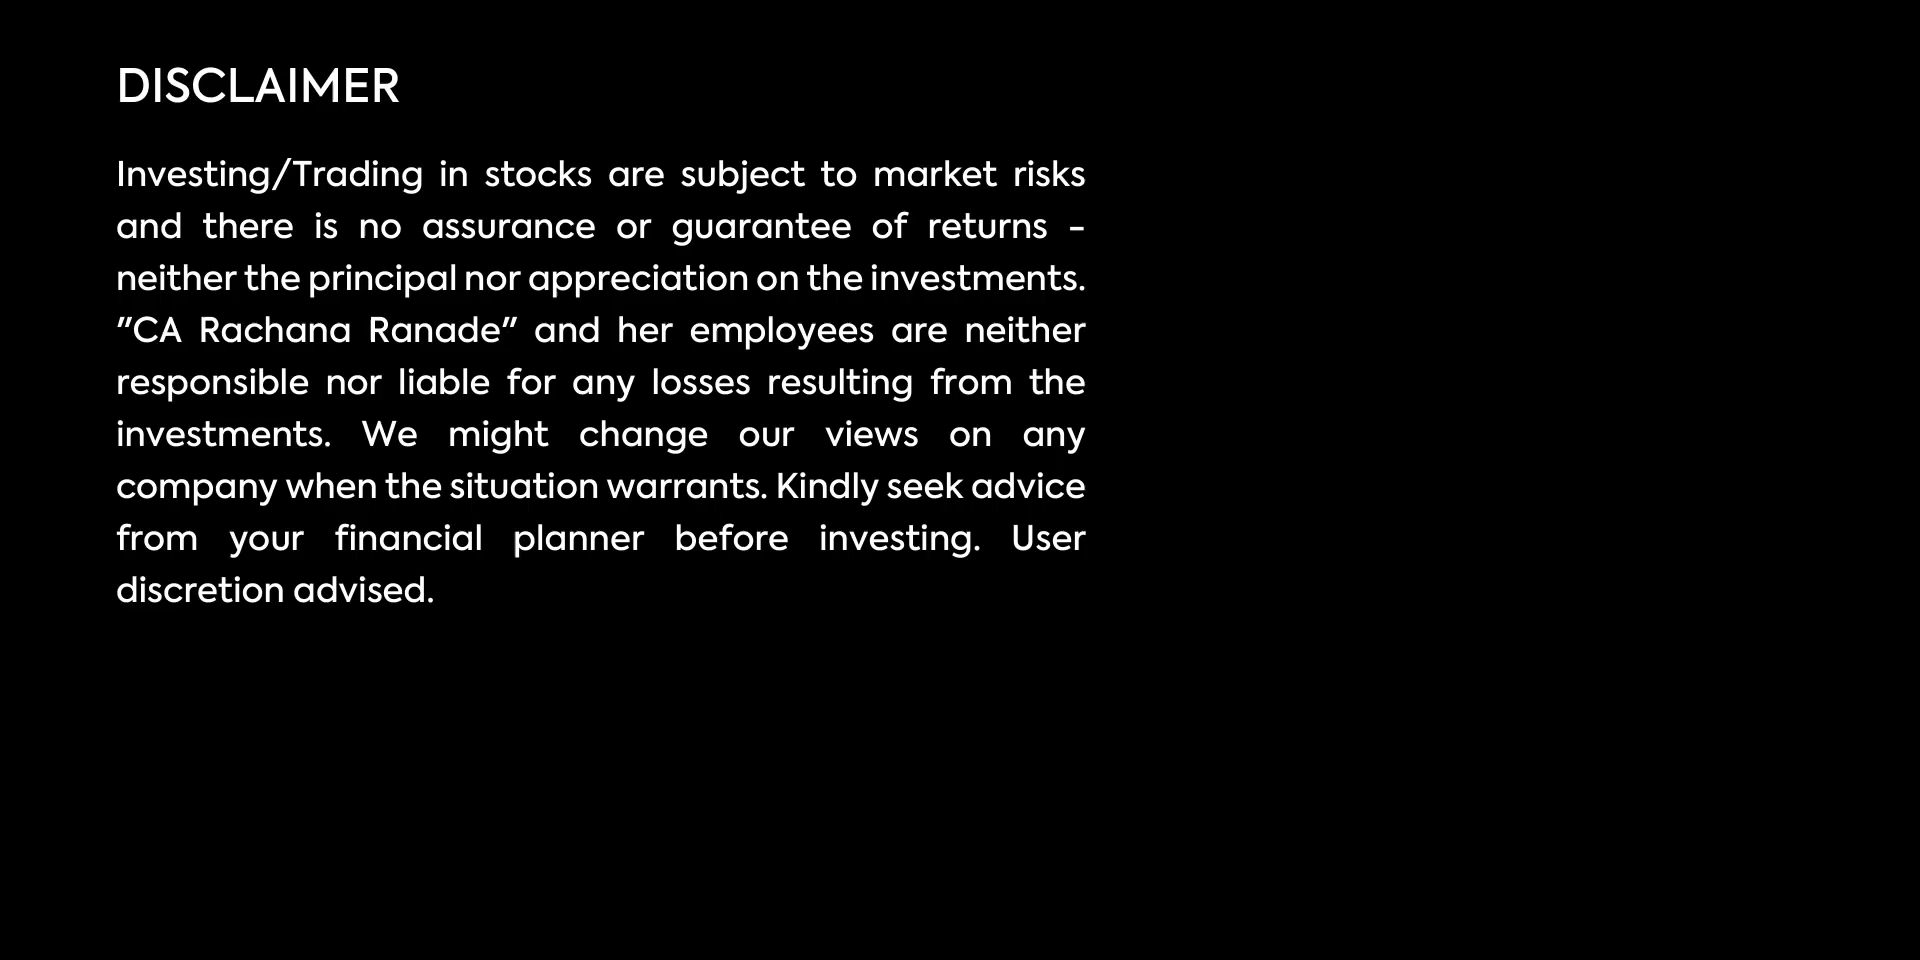 DISCLAIMER
Investing/Trading in stocks are subject to market risks
and there is no assurance or guarantee of returns -
neither the principal nor appreciation on the investments.
"CA Rachana Ranade" and her employees are neither
responsible nor liable for any losses resulting from the
investments. We might change our views on any
company when the situation warrants. Kindly seek advice
from your financial planner before investing. User
discretion advised.